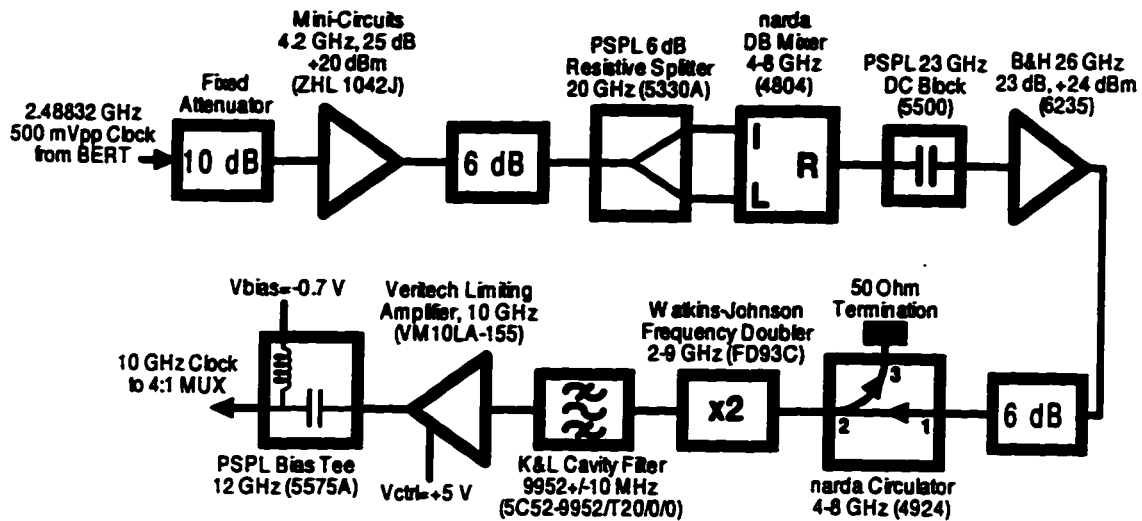 Mini-Circuits
4.2 GHz, 25 dB
+20 dBm
(ZHL 1042J)
narda
DB Mixer
4-8 GHz
(4804)
PSPL 6 dB
Resistive Splitter
20 GHz (5330A)
PSPL 23 GHz
DC Block
(5500)
B&H 26 GHz
23 dB, +24 dBm
(6235)
Fixed
Attenuator
2.48832 GHz
500 mVpp Clock
from BERT
10 dB
6 dB
I
L
R
Vbias=-0.7 V
Veritech Limiting
Amplifier, 10 GHz
(VM10LA-155)
Watkins-Johnson
Frequency Doubler
2-9 GHz (FD93C)
50 Ohm
Termination
10 GHz Clock
to 4:1 MUX
x2
3
2
1
6 dB
PSPL Bias Tee
12 GHz (5575A)
Vctrl=+5 V
K&L Cavity Filter
9952+/-10 MHz
(5C52-9952/T20/0/0)
narda Circulator
4-8 GHz (4924)